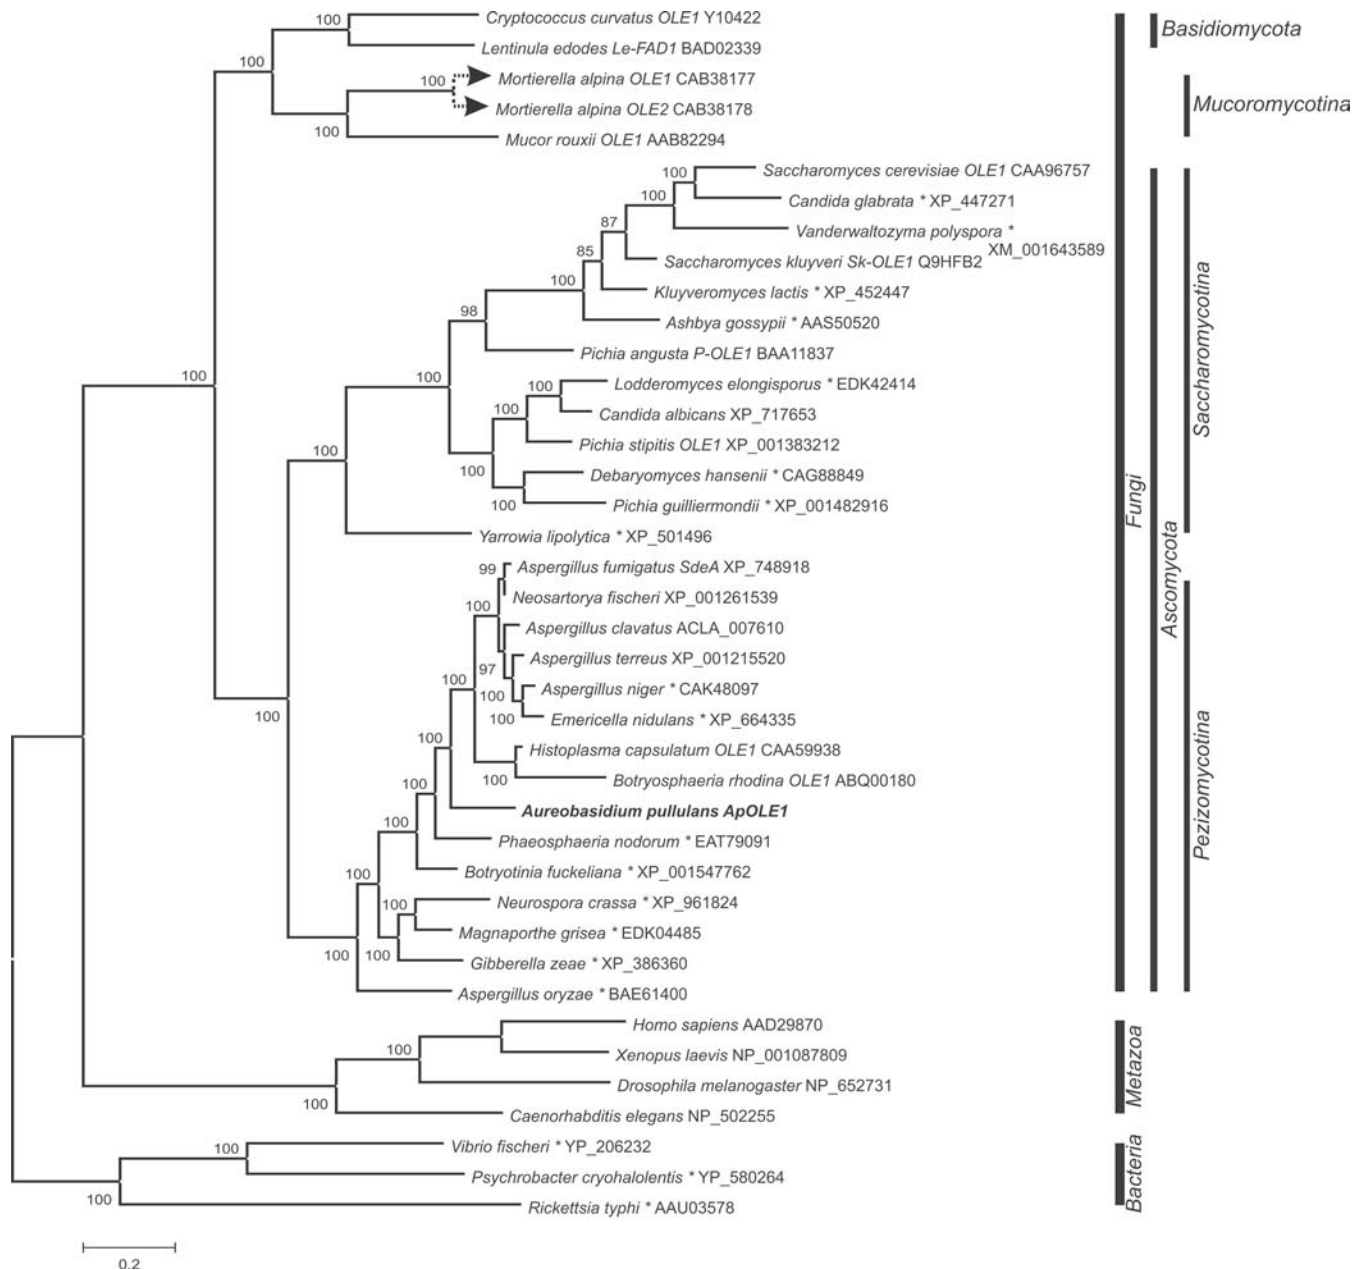 Cryptococcus curvatus OLE1 Y10422
100
Basidiomycota
100
Lentinula edodes Le-FAD1 BAD02339
100
Mortierella alpina OLE1 CAB38177
Mortierella alpina OLE2 CAB38178
Mucoromycotina
100
Mucor rouxii OLE1 AAB82294
100
Saccharomyces cerevisiae OLE1 CAA96757
100
Candida glabrata * XP_447271
87
Vanderwaltozyma polyspora *
XM_001643589
85
Saccharomyces kluyveri Sk-OLE1 Q9HFB2
100
Kluyveromyces lactis * XP_452447
98
Ashbya gossypii * AAS50520
Pichia angusta P-OLE1 BAA11837
100
100
100
Lodderomyces elongisporus * EDK42414
100
Candida albicans XP_717653
Pichia stipitis OLE1 XP_001383212
100
100
Debaryomyces hansenii * CAG88849
100
Pichia guilliermondii * XP_001482916
Yarrowia lipolytica * XP_501496
Saccharomycotina
Fungi
Ascomycota
99
Aspergillus fumigatus SdeA XP_748918
Neosartorya fischeri XP_001261539
100
Aspergillus clavatus ACLA_007610
Aspergillus terreus XP_001215520
97
100
Aspergillus niger * CAK48097
100
100
Emericella nidulans * XP_664335
100
100
Histoplasma capsulatum OLE1 CAA59938
100
Botryosphaeria rhodina OLE1 ABQ00180
100
Aureobasidium pullulans ApOLE1
100
Phaeosphaeria nodorum * EAT79091
Botryotinia fuckeliana * XP_001547762
100
Neurospora crassa * XP_961824
100
Magnaporthe grisea * EDK04485
100
100
Gibberella zeae * XP_386360
Aspergillus oryzae * BAE61400
Pezizomycotina
Homo sapiens AAD29870
100
Xenopus laevis NP_001087809
Drosophila melanogaster NP_652731
100
Caenorhabditis elegans NP_502255
Metazoa
Vibrio fischeri * YP_206232
100
Psychrobacter cryohalolentis * YP_580264
100
Rickettsia typhi * AAU03578
Bacteria
0.2